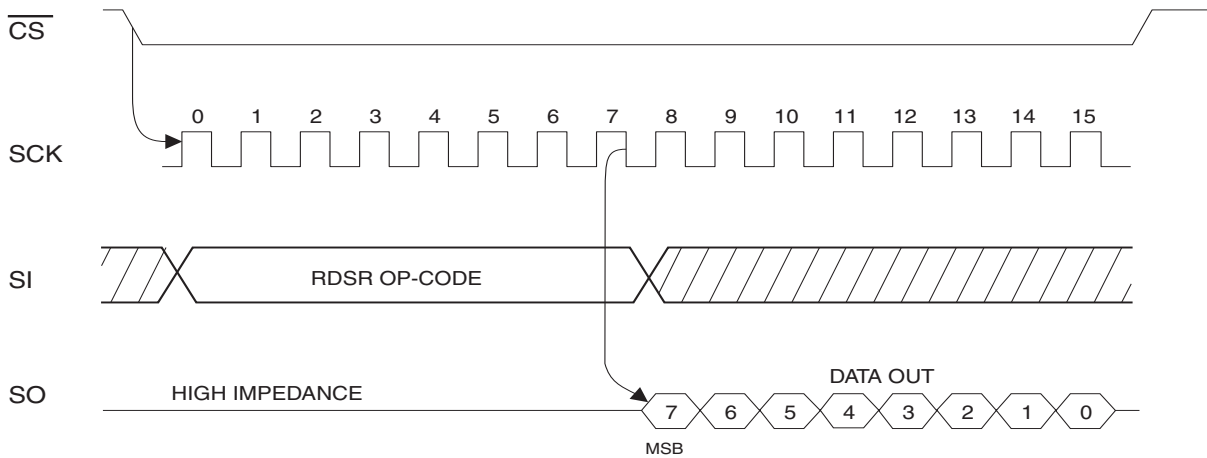 CS
0 1 2 3 4 5 6 7 8 9 10 11 12 13 14 15
SCK
SI
RDSR OP-CODE
SO
HIGH IMPEDANCE
DATA OUT
7 6 5 4 3 2 1 0
MSB